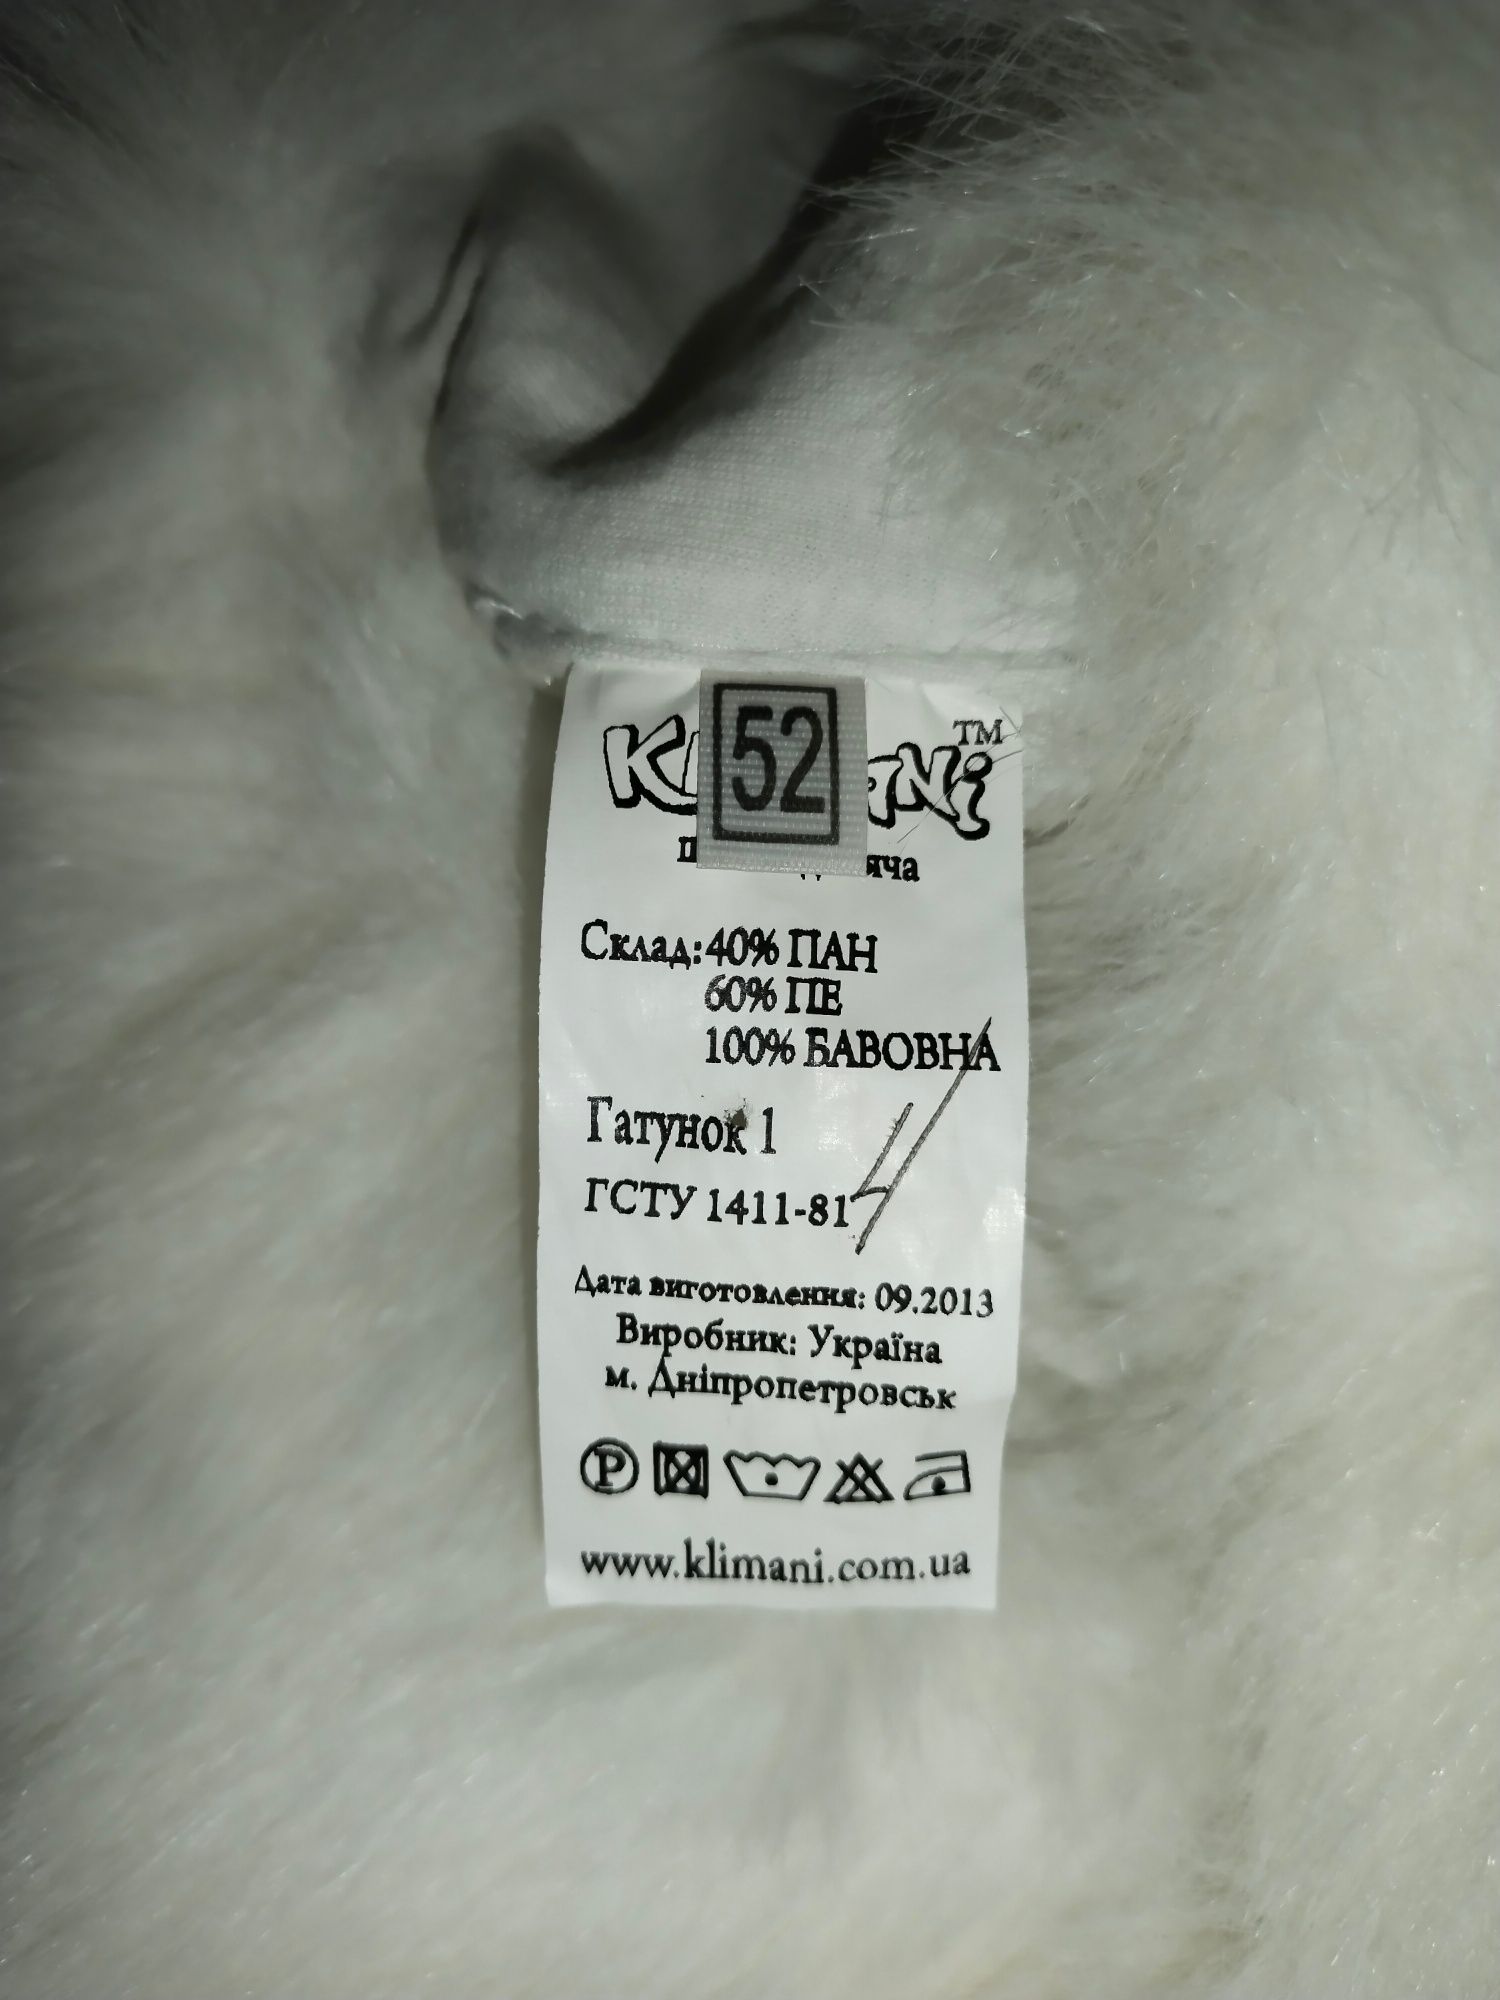 52
TM
Склад: 40% ПАН
60% ПЕ
100% БАВОВНА
Гатунок 1
4
ГСТУ 1411-81
Дата виготовлення: 09.2013
Виробник: Україна
м. Дніпропетровськ
P
www.klimani.com.ua